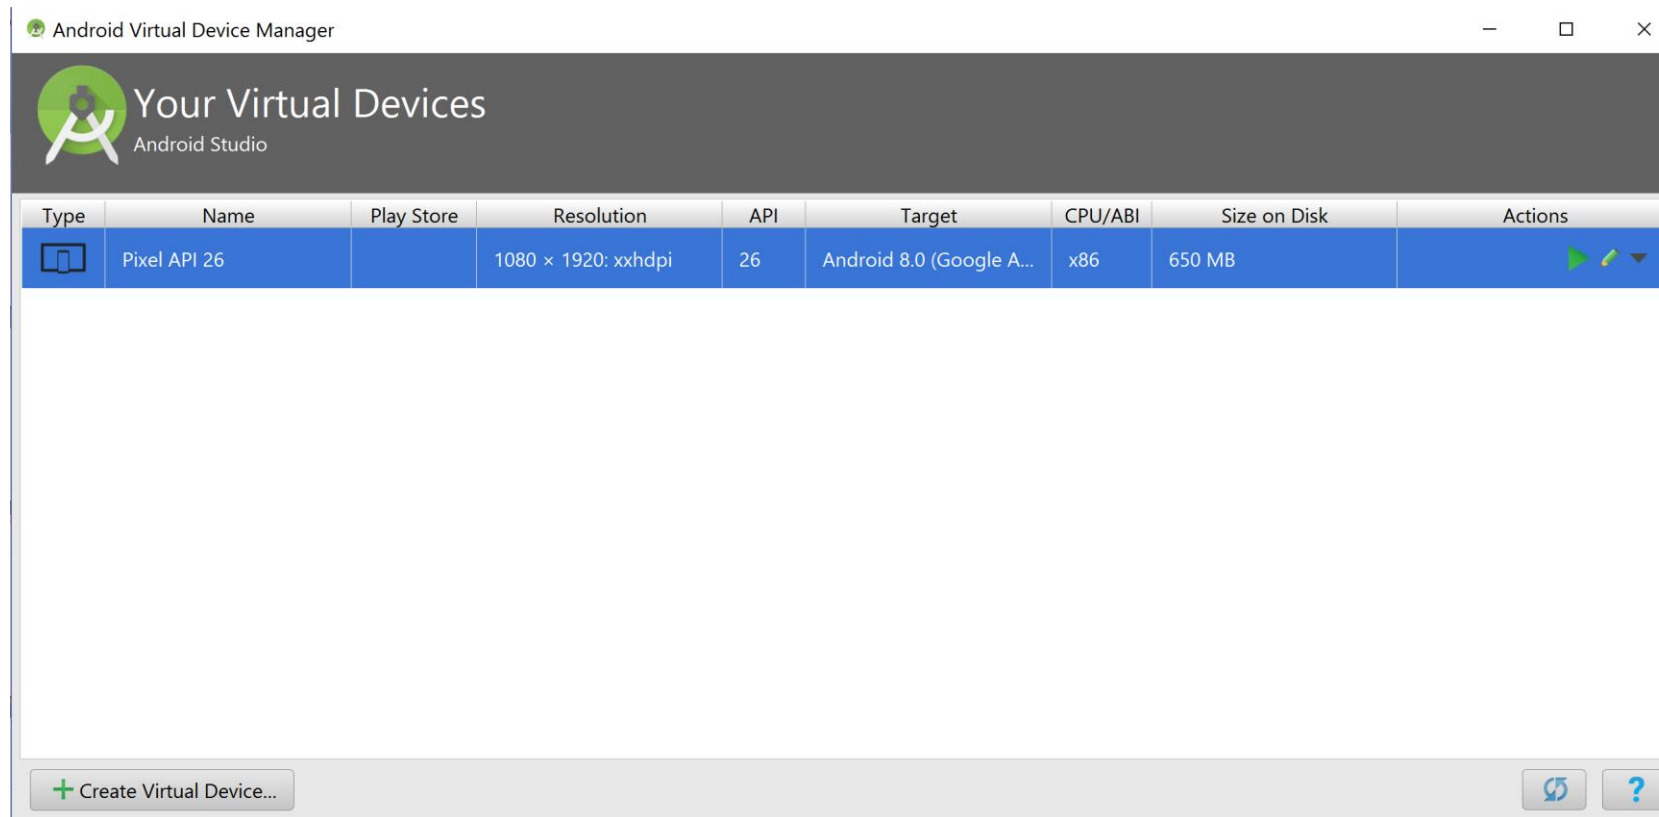 Android Virtual Device Manager
Your Virtual Devices
Android Studio
Type Name Play Store Resolution API Target CPU/ABI Size on Disk Actions
Pixel API 26 1080 × 1920: xxhdpi 26 Android 8.0 (Google A... x86 650 MB
Create Virtual Device...
?